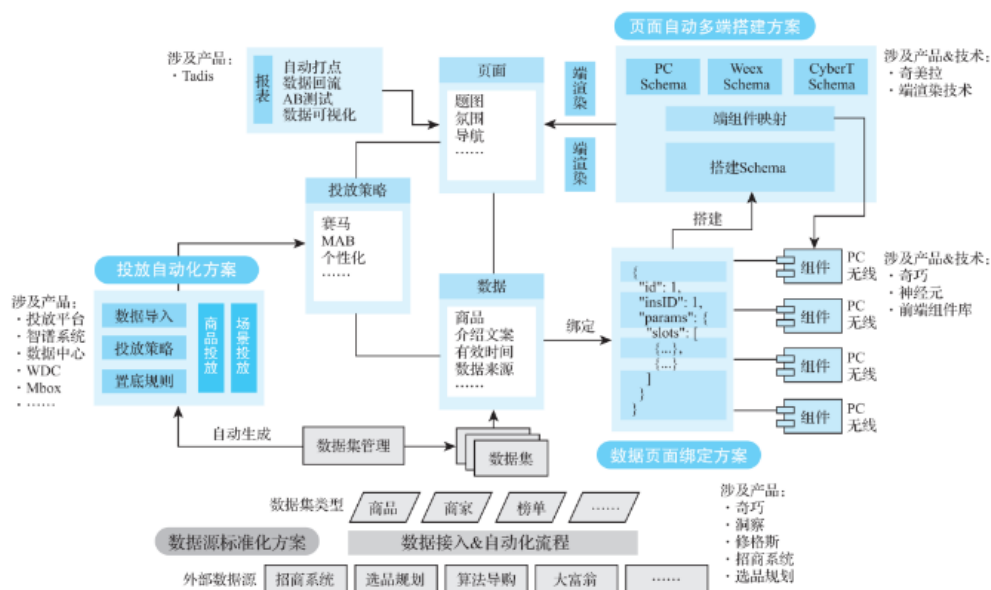 页面自动多端搭建方案
涉及产品：
· Tadis
报表
自动打点
数据回流
AB测试
数据可视化
页面
题图
氛围
导航
……
端渲染
端渲染
PC
Schema
Weex
Schema
CyberT
Schema
端组件映射
搭建Schema
涉及产品&技术：
· 奇美拉
· 端渲染技术
投放策略
赛马
MAB
个性化
……
搭建
投放自动化方案
涉及产品：
· 投放平台
· 智谱系统
· 数据中心
· WDC
· Mbox
· ……
数据导入
投放策略
置底规则
商品投放
场景投放
数据
商品
介绍文案
有效时间
数据来源
……
绑定
{
"id": 1,
"insID": 1,
"params": {
"slots": [
{...},
{...}
]
}
}
组件
PC
无线
组件
PC
无线
组件
PC
无线
组件
PC
无线
涉及产品&技术：
· 奇巧
· 神经元
· 前端组件库
自动生成
数据集管理
数据集
数据页面绑定方案
数据集类型
商品
商家
榜单
……
涉及产品：
· 奇巧
· 洞察
· 修格斯
· 招商系统
· 选品规划
数据源标准化方案
数据接入&自动化流程
外部数据源
招商系统
选品规划
算法导购
大富翁
……